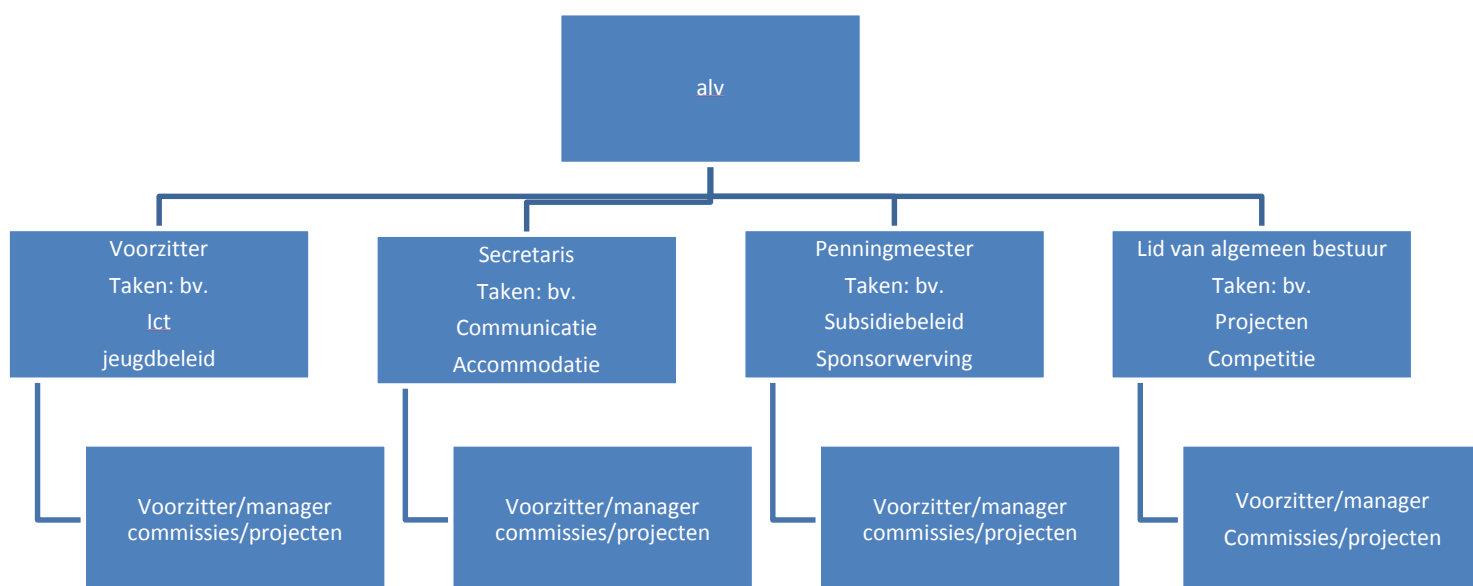 alv
Voorzitter
Taken: bv.
Ict
jeugdbeleid
Secretaris
Taken: bv.
Communicatie
Accommodatie
Penningmeester
Taken: bv.
Subsidiebeleid
Sponsorwerving
Lid van algemeen bestuur
Taken: bv.
Projecten
Competitie
Voorzitter/manager
commissies/projecten
Voorzitter/manager
commissies/projecten
Voorzitter/manager
commissies/projecten
Voorzitter/manager
Commissies/projecten